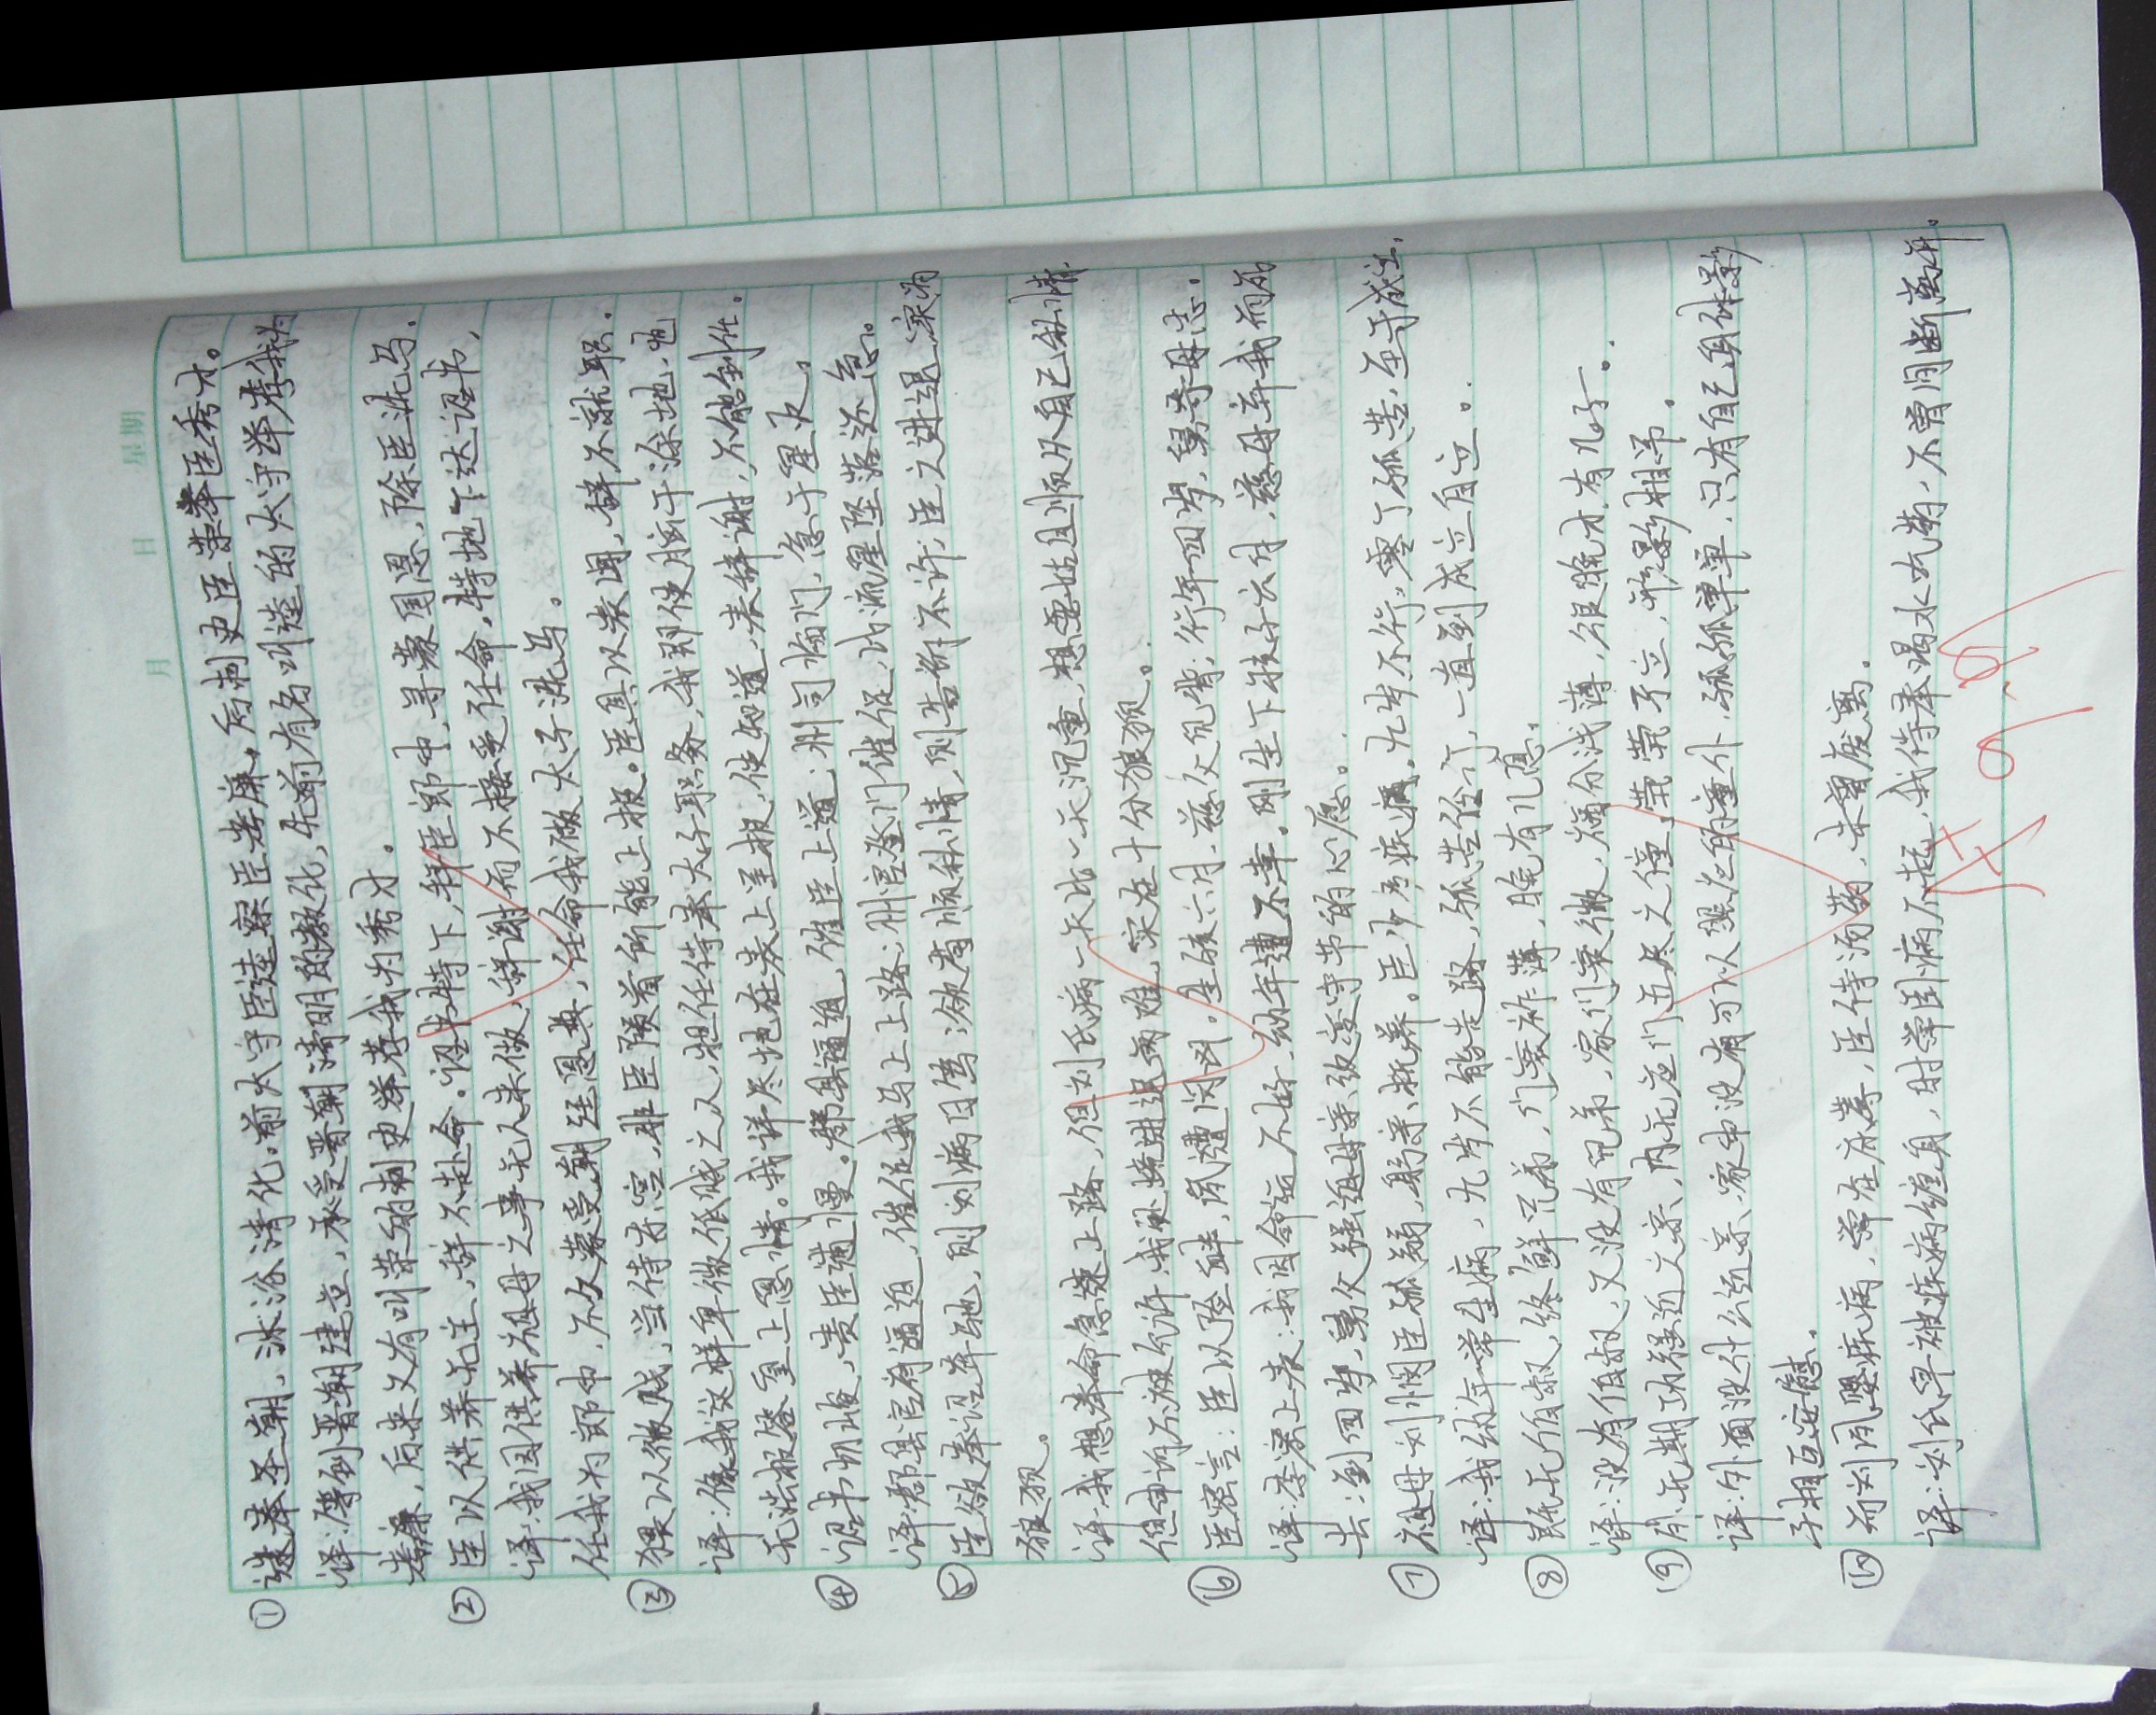 月 日 星期
①逮奉圣朝，沐浴清化。前太守臣逵察臣孝廉，后刺史臣荣举臣秀才。
译：等到晋朝建立，承受晋朝清明的教化，先前有名叫逵的太守举荐我为
孝廉，后来又有叫荣的刺史举荐我为秀才。
②臣以供养无主，辞不赴命。诏书特下，拜臣郎中，寻蒙国恩，除臣洗马。
译：我因供养祖母之事无人来做，辞谢而不接受任命，特地下达诏书，
任我为郎中，不久蒙受朝廷恩典，任命我做太子洗马。
③猥以微贱，当侍东宫，非臣陨首所能上报。臣具以表闻，辞不就职。
译：像我这样卑微低贱之人，担任侍奉太子职务，我即使肝脑涂地，也
无法报答皇上恩情。我详尽地在表上呈报，使知道，表辞谢，不能到任。
④诏书切峻，责臣逋慢。郡县逼迫，催臣上道；州司临门，急于星火。
译：郡县官府逼迫，催促我马上上路；州官登门催促，比流星坠落还急。
⑤臣欲奉诏奔驰，则刘病日笃；欲苟顺私情，则告诉不许；臣之进退，实为
狼狈。
译：我想奉命急速上路，但刘氏病一天比一天沉重，想要姑且顺从自己私情，
但申诉不被允许，我处境进退两难，实在十分狼狈。
⑥臣密言：臣以险衅，夙遭闵凶。生孩六月，慈父见背；行年四岁，舅夺母志。
译：李密上表：我因命运不好，幼年遭不幸。刚生下孩子六月，慈母弃我而死
去；到四岁，舅父强迫母亲改变守节的心愿。
⑦祖母刘悯臣孤弱，躬亲抚养。臣少多疾病，九岁不行，零丁孤苦，至于成立。
译：我幼年常生病，九岁不能走路，孤苦伶仃，一直到成立自立。
⑧既无伯叔，终鲜兄弟，门衰祚薄，晚有儿息。
译：没有伯叔，又没有兄弟，家门衰微，福分浅薄，很晚才有儿子。
⑨外无期功强近之亲，内无应门五尺之僮，茕茕孑立，形影相吊。
译：外面没什么近亲，家中没有可以照应的童仆，孤孤单单，只有自己和影
子相互安慰。
⑩而刘夙婴疾病，常在床蓐，臣侍汤药，未曾废离。
译：刘氏早被疾病缠身，时常因病不起，我侍奉喝水吃药，不曾间断离开。